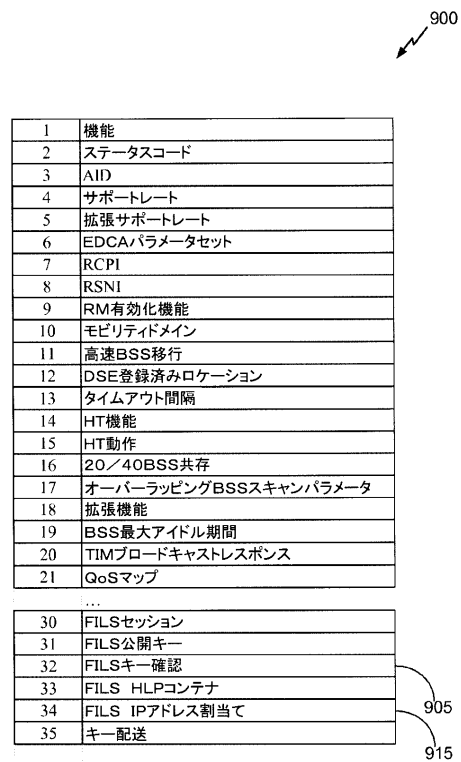 900
1 機能
2 ステータスコード
3 AID
4 サポートレート
5 拡張サポートレート
6 EDCAパラメータセット
7 RCPI
8 RSNI
9 RM有効化機能
10 モビリティドメイン
11 高速BSS移行
12 DSE登録済みロケーション
13 タイムアウト間隔
14 HT機能
15 HT動作
16 20/40BSS共存
17 オーバーラッピングBSSスキャンパラメータ
18 拡張機能
19 BSS最大アイドル期間
20 TIMブロードキャストレスポンス
21 QoSマップ
...
30 FILSセッション
31 FILS公開キー
32 FILSキー確認
33 FILS HLPコンテナ
905
34 FILS IPアドレス割当て
35 キー配送
915